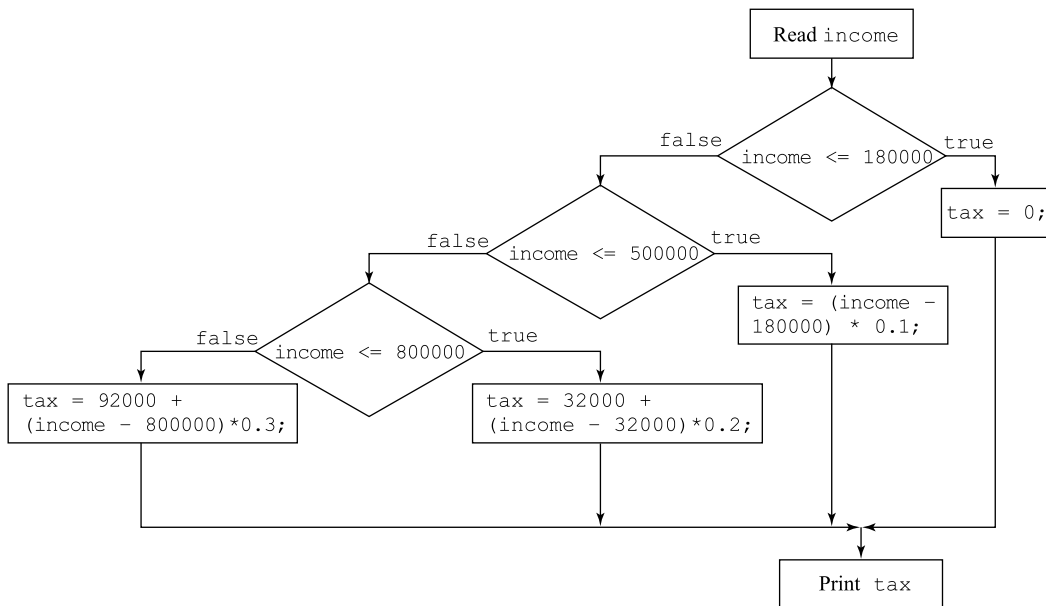 Read income
income <= 180000
false
true
tax = 0;
income <= 500000
false
true
tax = (income –
180000) * 0.1;
income <= 800000
false
true
tax = 92000 +
(income – 800000)*0.3;
tax = 32000 +
(income – 32000)*0.2;
Print tax